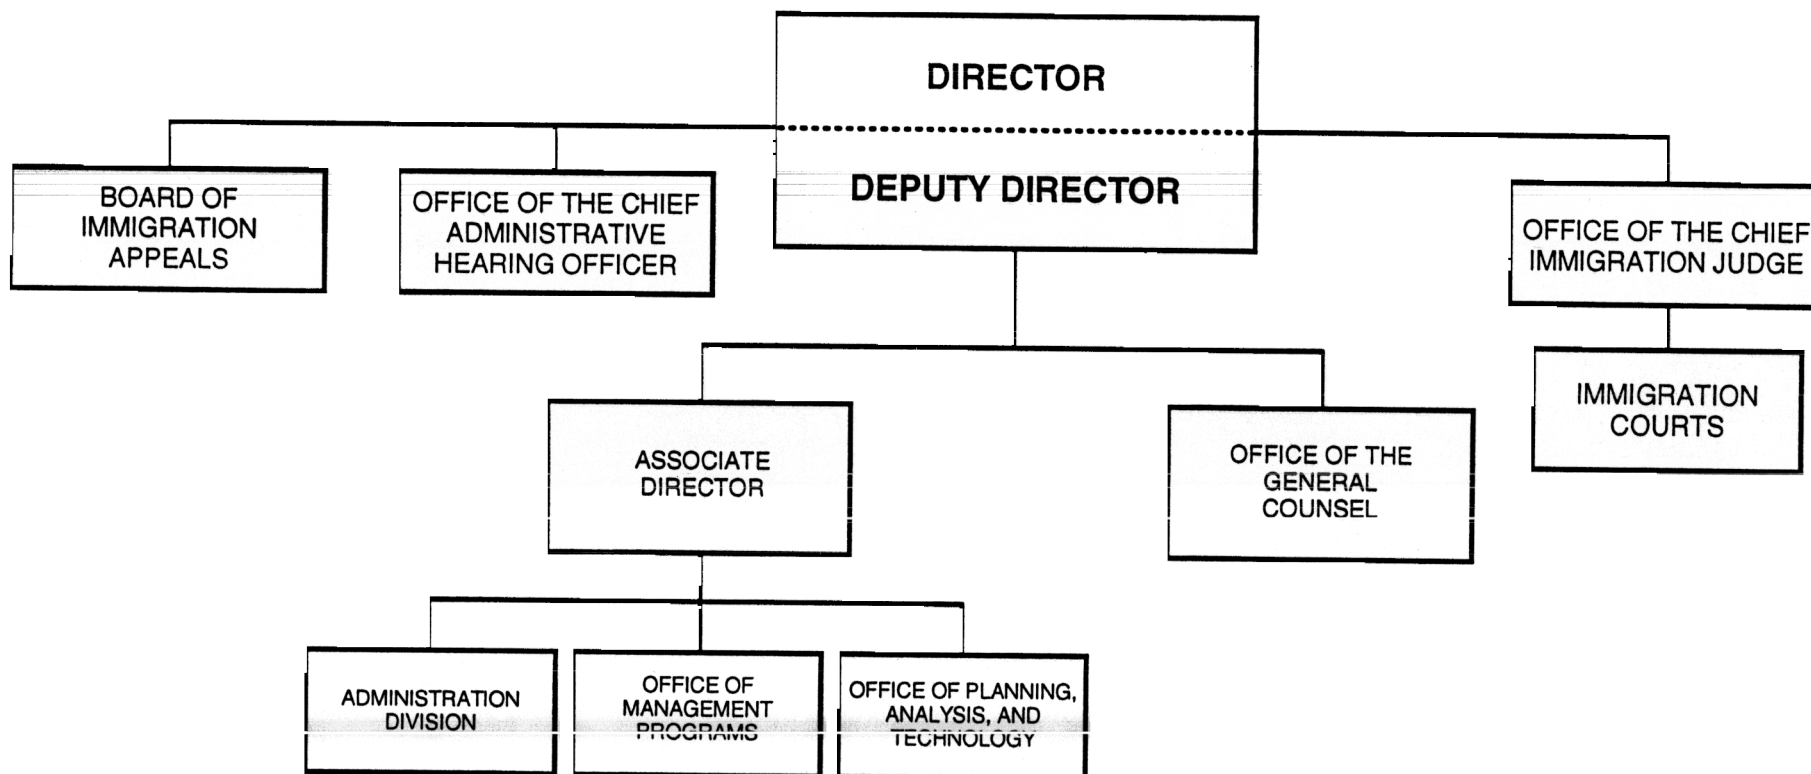 DIRECTOR
DEPUTY DIRECTOR
BOARD OF
IMMIGRATION
APPEALS
OFFICE OF THE CHIEF
ADMINISTRATIVE
HEARING OFFICER
OFFICE OF THE CHIEF
IMMIGRATION JUDGE
IMMIGRATION
COURTS
ASSOCIATE
DIRECTOR
OFFICE OF THE
GENERAL
COUNSEL
ADMINISTRATION
DIVISION
OFFICE OF
MANAGEMENT
PROGRAMS
OFFICE OF PLANNING,
ANALYSIS, AND
TECHNOLOGY